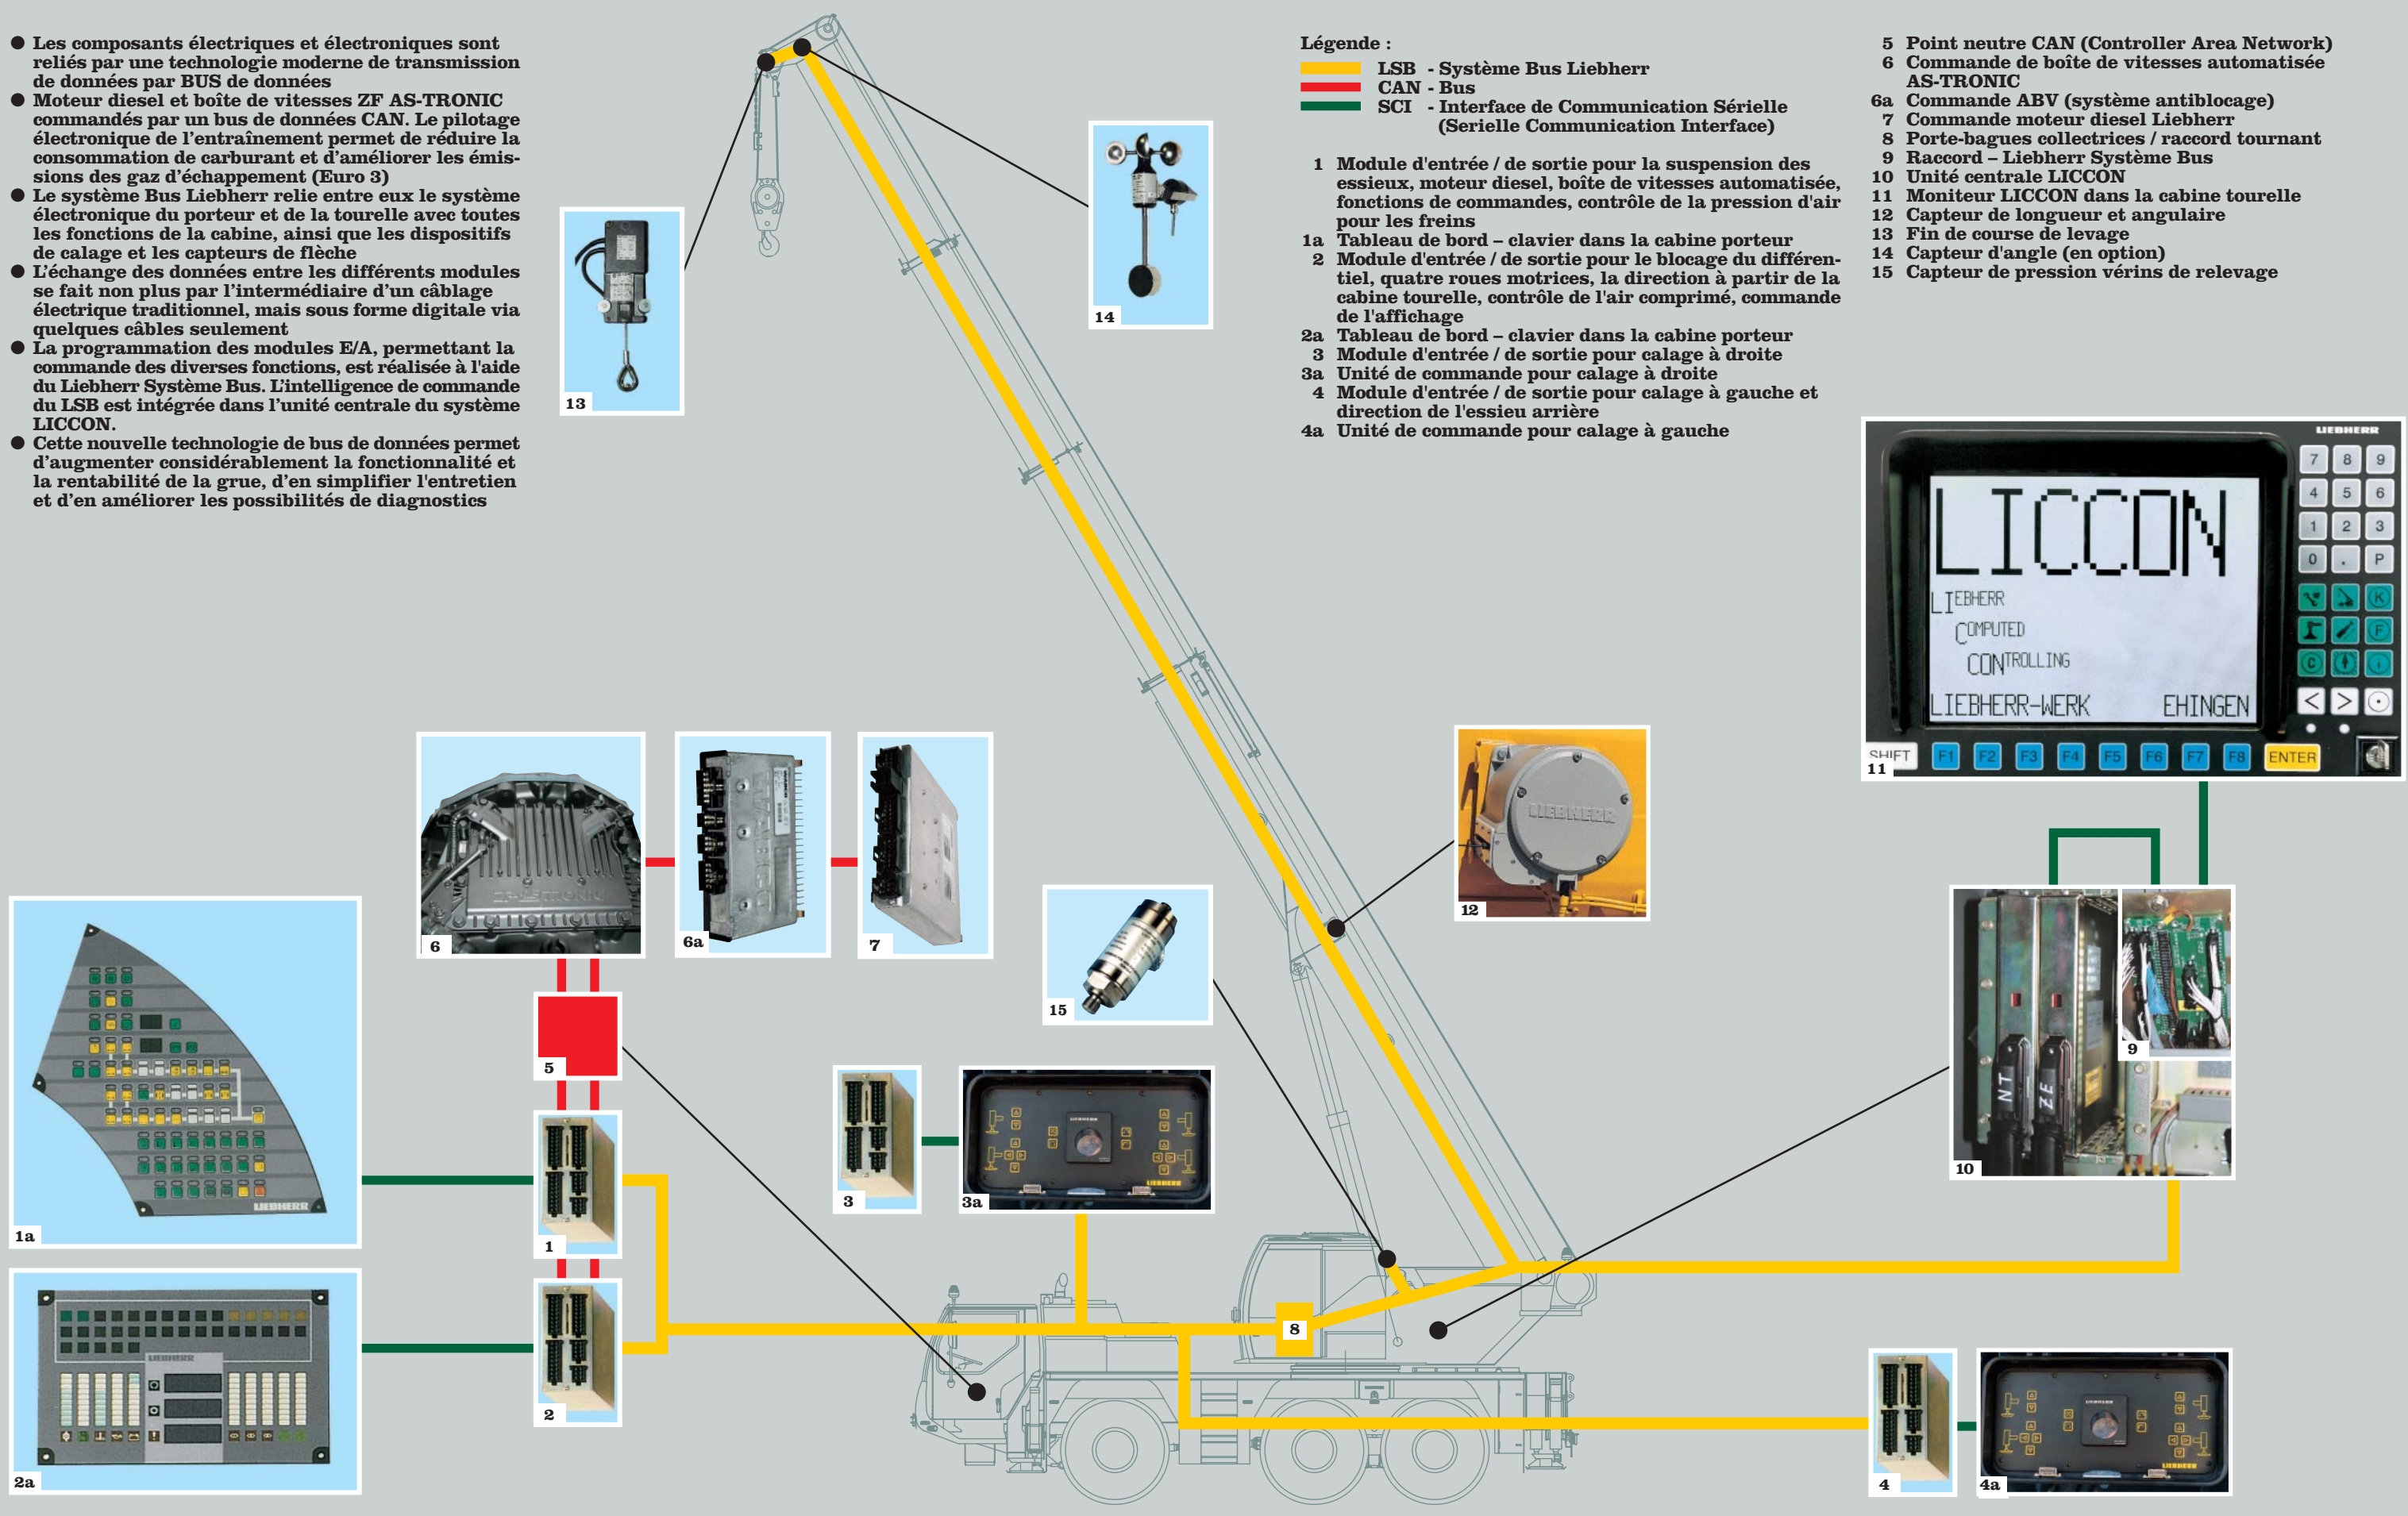 ● Les composants électriques et électroniques sont
reliés par une technologie moderne de transmission
de données par BUS de données
● Moteur diesel et boîte de vitesses ZF AS-TRONIC
commandés par un bus de données CAN. Le pilotage
électronique de l’entraînement permet de réduire la
consommation de carburant et d’améliorer les émis-
sions des gaz d’échappement (Euro 3)
● Le système Bus Liebherr relie entre eux le système
électronique du porteur et de la tourelle avec toutes
les fonctions de la cabine, ainsi que les dispositifs
de calage et les capteurs de flèche
● L’échange des données entre les différents modules
se fait non plus par l’intermédiaire d’un câblage
électrique traditionnel, mais sous forme digitale via
quelques câbles seulement
● La programmation des modules E/A, permettant la
commande des diverses fonctions, est réalisée à l'aide
du Liebherr Système Bus. L’intelligence de commande
du LSB est intégrée dans l’unité centrale du système
LICCON.
● Cette nouvelle technologie de bus de données permet
d’augmenter considérablement la fonctionnalité et
la rentabilité de la grue, d’en simplifier l'entretien
et d’en améliorer les possibilités de diagnostics
Légende :
LSB - Système Bus Liebherr
CAN - Bus
SCI - Interface de Communication Sérielle
(Serielle Communication Interface)
1 Module d'entrée / de sortie pour la suspension des
essieux, moteur diesel, boîte de vitesses automatisée,
fonctions de commandes, contrôle de la pression d'air
pour les freins
1a Tableau de bord – clavier dans la cabine porteur
2 Module d'entrée / de sortie pour le blocage du différen-
tiel, quatre roues motrices, la direction à partir de la
cabine tourelle, contrôle de l'air comprimé, commande
de l'affichage
2a Tableau de bord – clavier dans la cabine porteur
3 Module d'entrée / de sortie pour calage à droite
3a Unité de commande pour calage à droite
4 Module d'entrée / de sortie pour calage à gauche et
direction de l'essieu arrière
4a Unité de commande pour calage à gauche
5 Point neutre CAN (Controller Area Network)
6 Commande de boîte de vitesses automatisée
AS-TRONIC
6a Commande ABV (système antiblocage)
7 Commande moteur diesel Liebherr
8 Porte-bagues collectrices / raccord tournant
9 Raccord – Liebherr Système Bus
10 Unité centrale LICCON
11 Moniteur LICCON dans la cabine tourelle
12 Capteur de longueur et angulaire
13 Fin de course de levage
14 Capteur d'angle (en option)
15 Capteur de pression vérins de relevage
13
14
LIEBHERR
7 8 9
4 5 6
1 2 3
0 . P
K
F
C i
< >
LICCON
LIEBHERR
COMPUTED
CONTROLLING
LIEBHERR-WERK EHINGEN
SHIFT F1 F2 F3 F4 F5 F6 F7 F8 ENTER
11
LIEBHERR
12
6
6a
7
15
5
NT
ZE
9
10
LIEBHERR
1a
1
3
LIEBHERR
LIEBHERR
3a
LIEBHERR
2a
2
8
4
LIEBHERR
LIEBHERR
4a